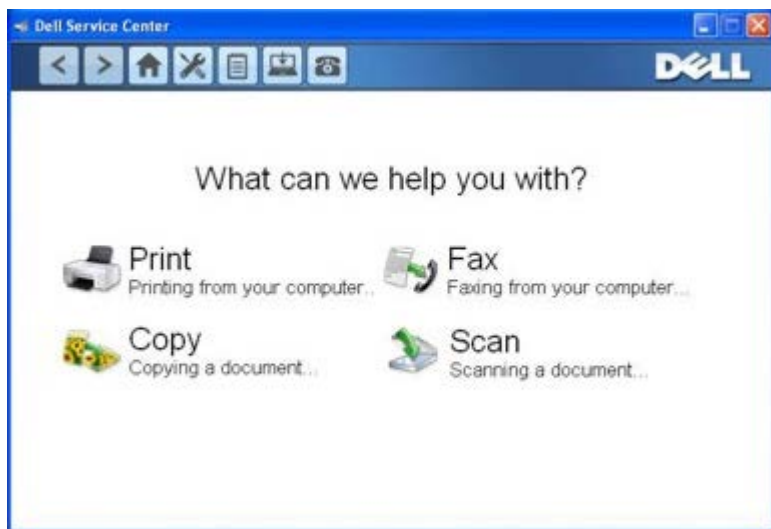 Dell Service Center
DELL
What can we help you with?
Print
Printing from your computer..
Fax
Faxing from your computer...
Copy
Copying a document...
Scan
Scanning a document...